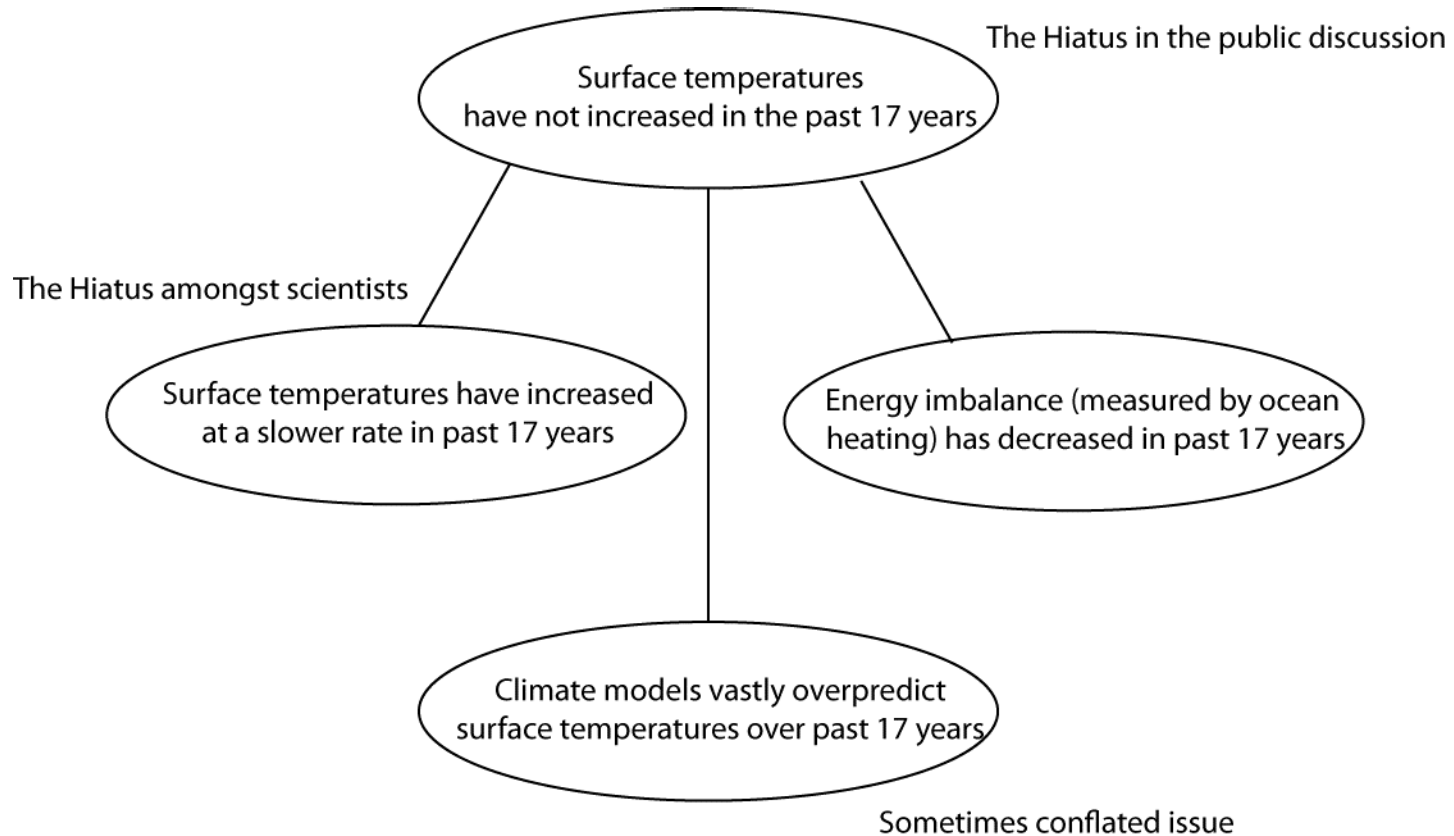 The Hiatus in the public discussion
Surface temperatures
have not increased in the past 17 years
The Hiatus amongst scientists
Surface temperatures have increased
at a slower rate in past 17 years
Energy imbalance (measured by ocean
heating) has decreased in past 17 years
Climate models vastly overpredict
surface temperatures over past 17 years
Sometimes conflated issue